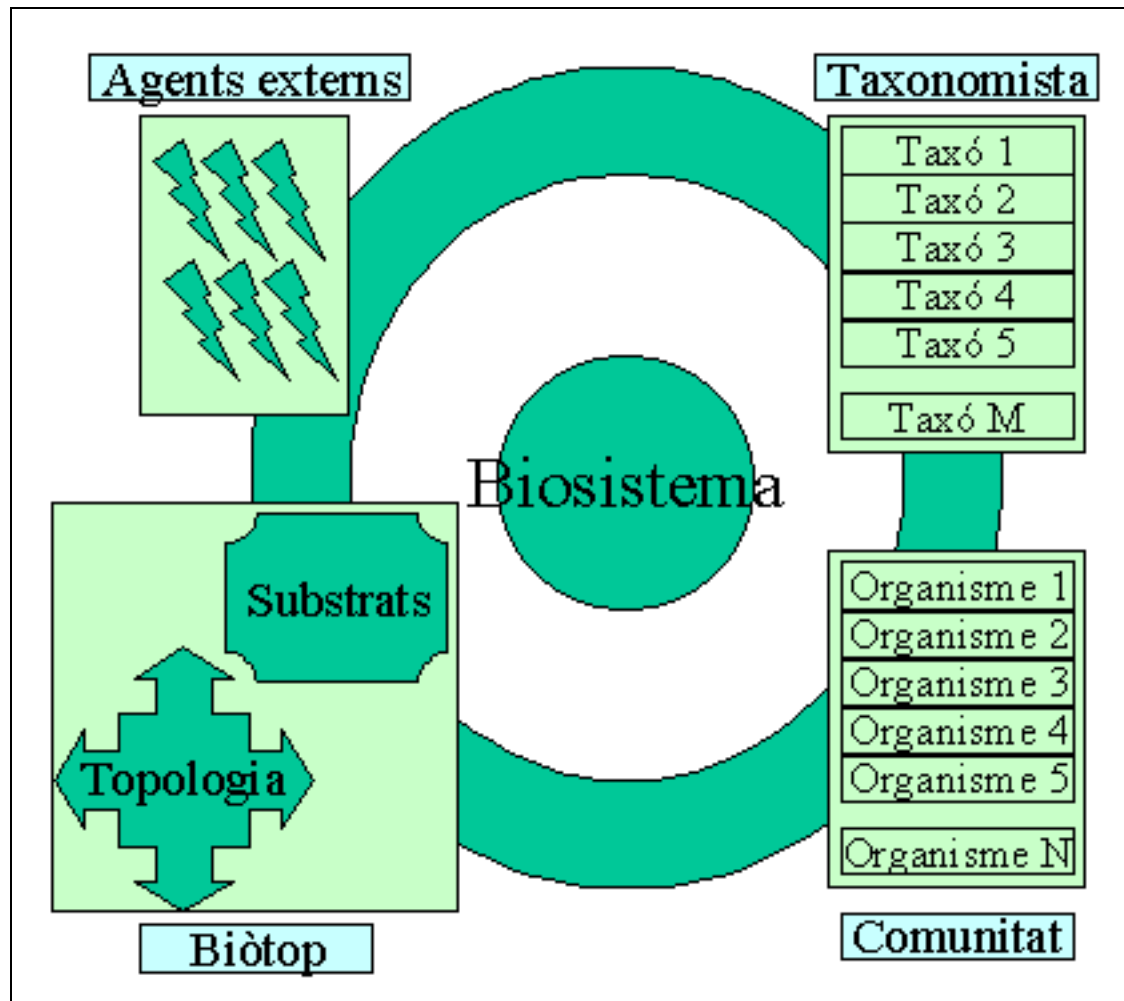 Agents externs
Taxonomista
Taxó 1
Taxó 2
Taxó 3
Taxó 4
Taxó 5
Taxó M
Biosistema
Substrats
Topologia
Biòtop
Organisme 1
Organisme 2
Organisme 3
Organisme 4
Organisme 5
Organisme N
Comunitat